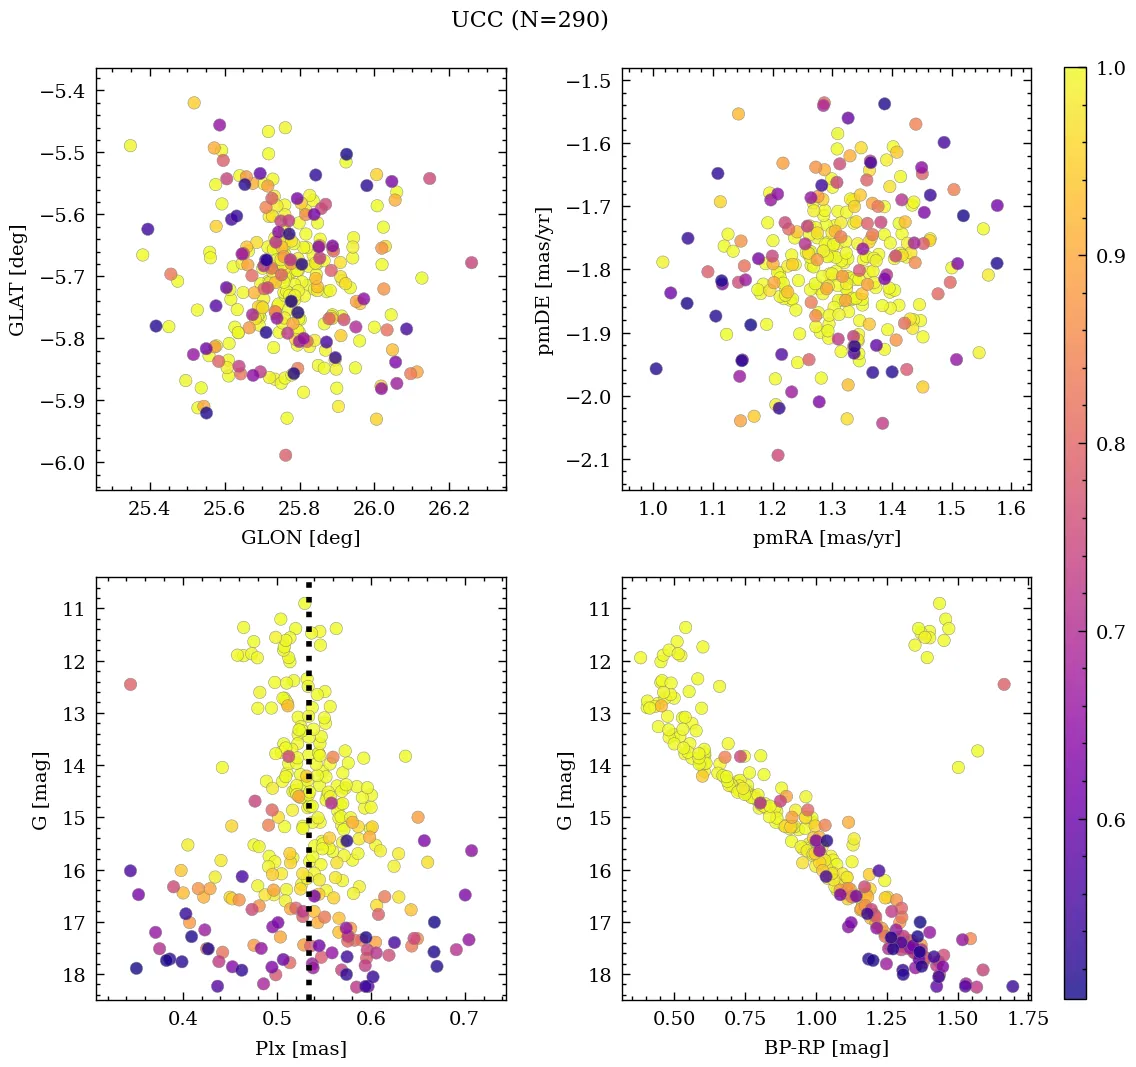 UCC (N=290)
−5.4
−5.5
−5.6
−5.7
−5.8
−5.9
−6.0
GLAT [deg]
25.4 25.6 25.8 26.0 26.2
GLON [deg]
−1.5
−1.6
−1.7
−1.8
−1.9
−2.0
−2.1
pmDE [mas/yr]
1.0 1.1 1.2 1.3 1.4 1.5 1.6
pmRA [mas/yr]
11
12
13
14
15
16
17
18
G [mag]
0.4 0.5 0.6 0.7
Plx [mas]
11
12
13
14
15
16
17
18
G [mag]
0.50 0.75 1.00 1.25 1.50 1.75
BP-RP [mag]
1.0
0.9
0.8
0.7
0.6